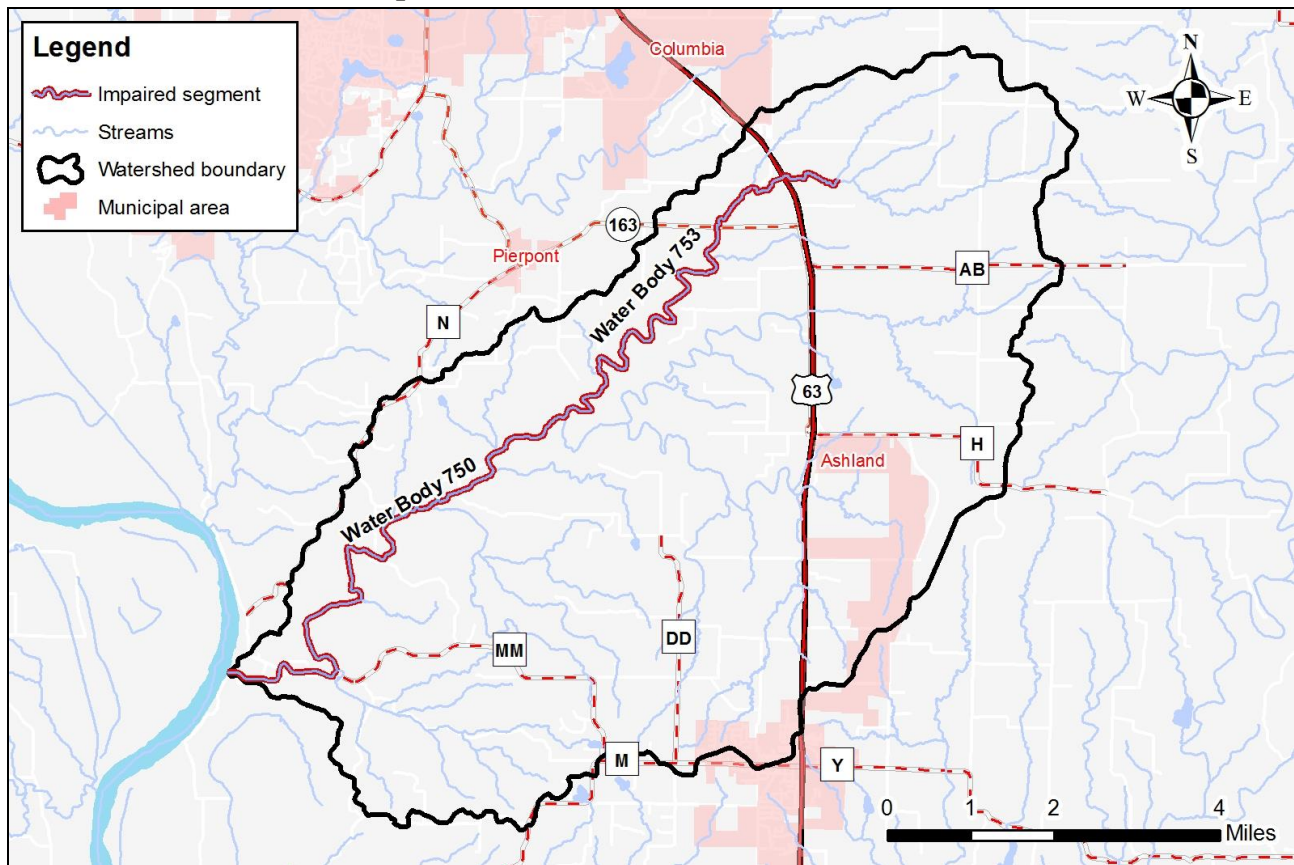 Legend
Impaired segment
Streams
Watershed boundary
Municipal area
Columbia
N
W E
S
163
Pierpont
Water Body 753
AB
N
63
H
Ashland
Water Body 750
MM
DD
M
Y
0 1 2 4
Miles